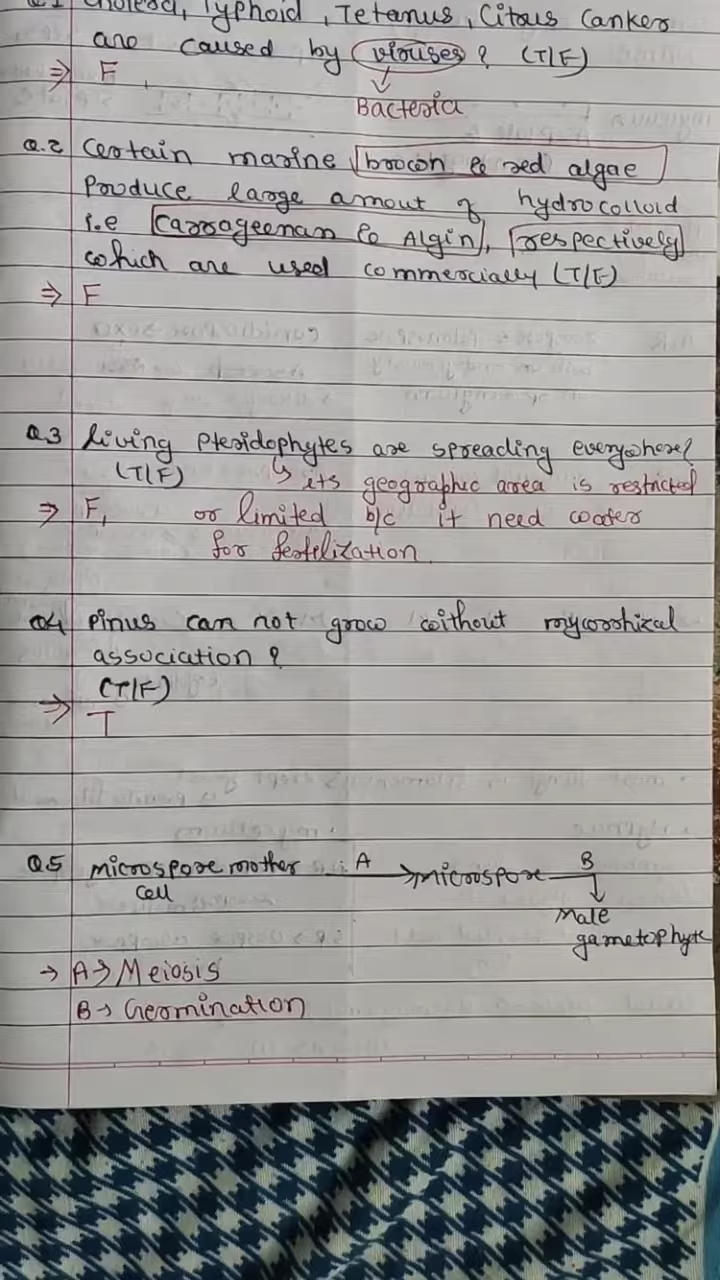 Q.1 Cholera, Typhoid, Tetanus, Citrus Canker
are caused by viruses? (T/F)
⇒ F,
Bacteria
Q.2 Certain marine brown & red algae
Produce large amout of hydrocolloid
i.e Carrageenan & Algin, respectively
which are used commercially (T/F)
⇒ F
Q.3 living pteridophytes are spreading everywhere?
(T/F) ↳ its geographic area is restricted
⇒ F, or limited b/c it need water
for fertelization.
Q4 Pinus can not grow without mycorrhizal
association?
(T/F)
⇒ T
Q5 microspore mother A → microspore B
cell
↓
Male
gametophyte
→ A→ Meiosis
B→ Germination